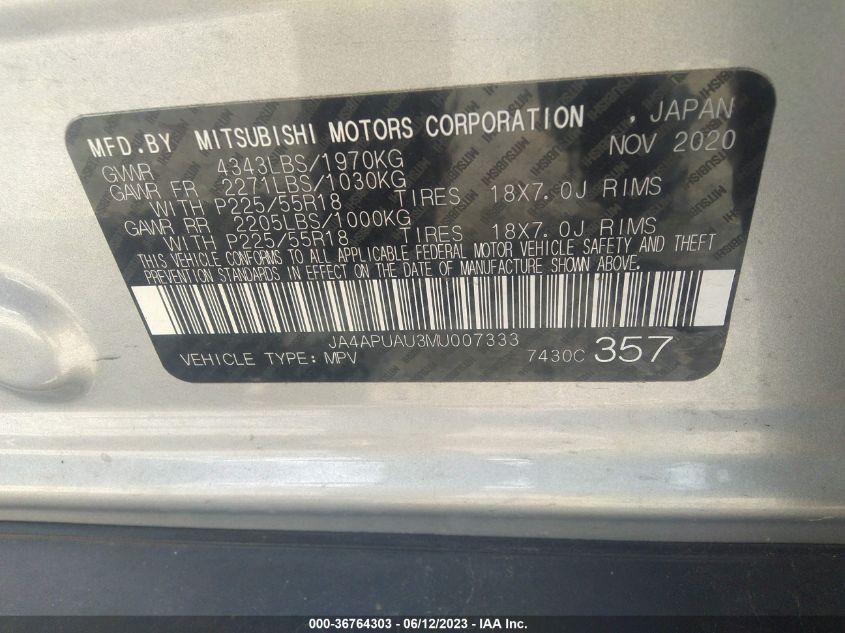 MFD.BY MITSUBISHI MOTORS CORPORATION , JAPAN
NOV 2020
GVWR 4343LBS/1970KG
GAWR FR 2271LBS/1030KG
WITH P225/55R18 TIRES 18X7.0J RIMS
GAWR RR 2205LBS/1000KG
WITH P225/55R18 TIRES 18X7.0J RIMS
THIS VEHICLE CONFORMS TO ALL APPLICABLE FEDERAL MOTOR VEHICLE SAFETY AND THEFT
PREVENTION STANDARDS IN EFFECT ON THE DATE OF MANUFACTURE SHOWN ABOVE.
JA4APUAU3MU007333
VEHICLE TYPE: MPV 7430C 357
000-36764303 - 06/12/2023 - IAA Inc.